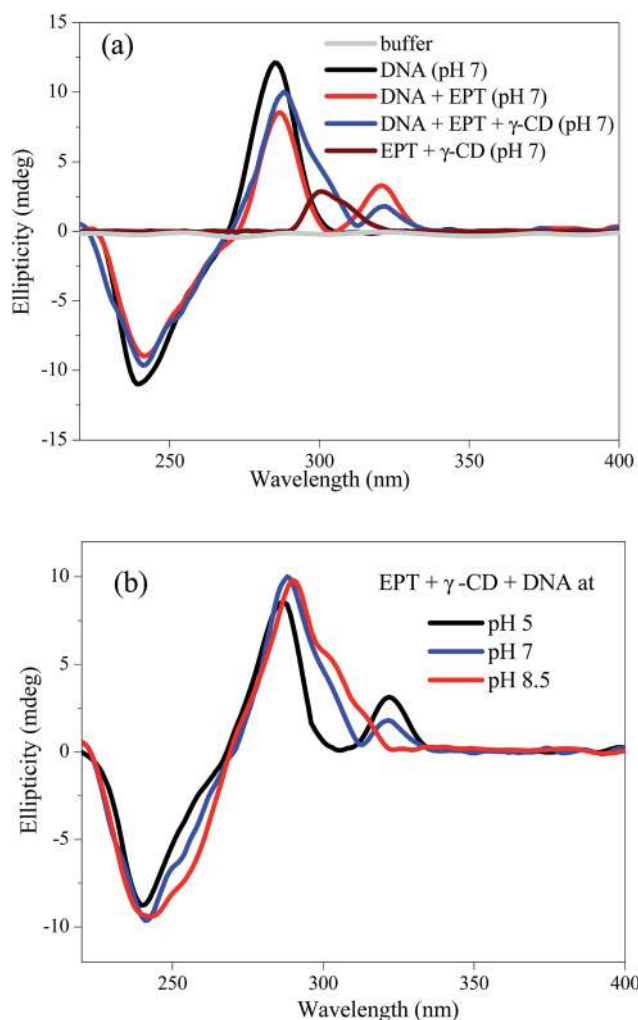 (a)
buffer
DNA (pH 7)
DNA + EPT (pH 7)
DNA + EPT + γ-CD (pH 7)
EPT + γ-CD (pH 7)
Ellipticity (mdeg)
15
10
5
0
-5
-10
-15
250 300 350 400
Wavelength (nm)
(b)
EPT + γ -CD + DNA at
pH 5
pH 7
pH 8.5
Ellipticity (mdeg)
10
5
0
-5
-10
250 300 350 400
Wavelength (nm)